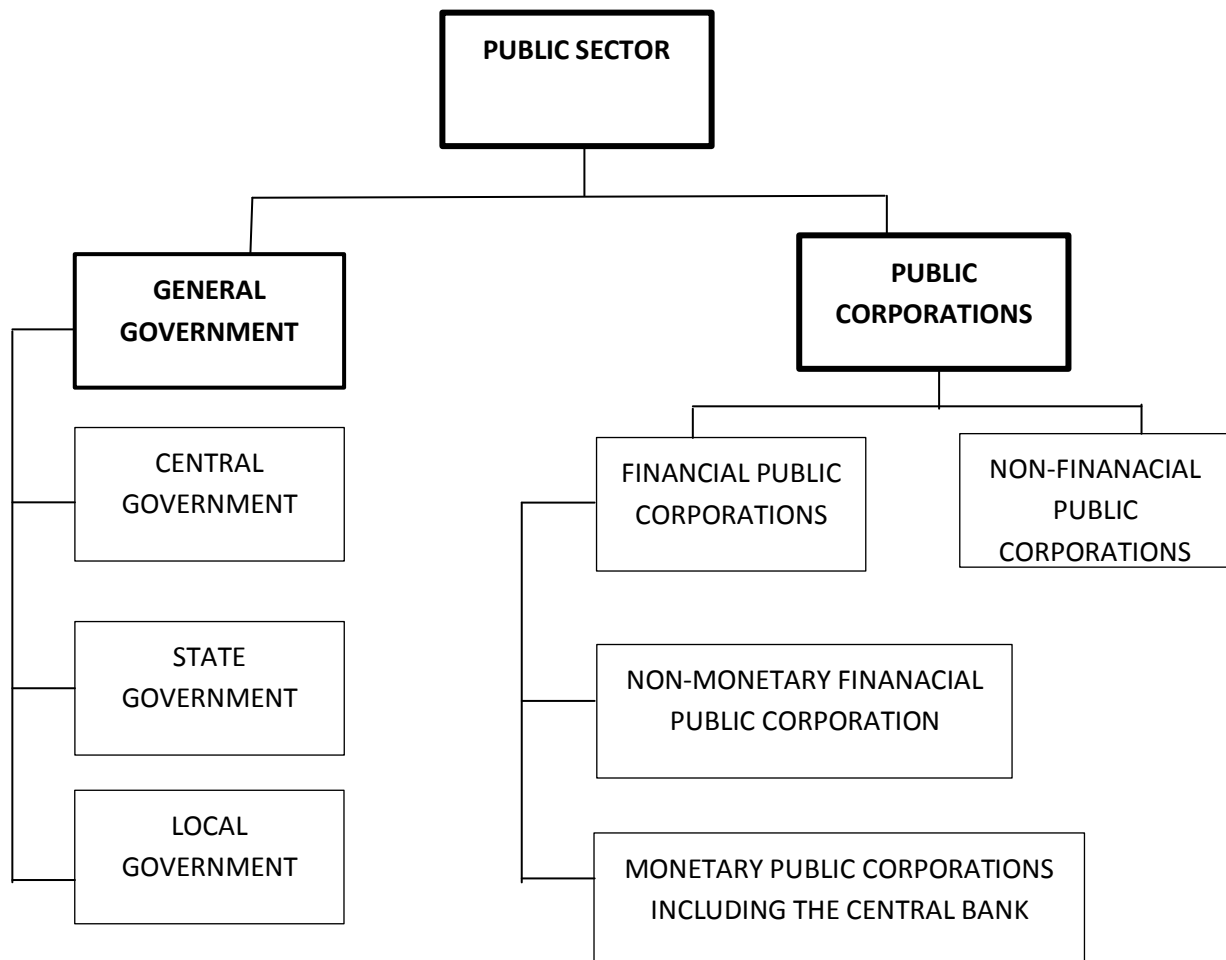 PUBLIC SECTOR
GENERAL
GOVERNMENT
PUBLIC
CORPORATIONS
CENTRAL
GOVERNMENT
STATE
GOVERNMENT
LOCAL
GOVERNMENT
FINANCIAL PUBLIC
CORPORATIONS
NON-FINANACIAL
PUBLIC
CORPORATIONS
NON-MONETARY FINANACIAL
PUBLIC CORPORATION
MONETARY PUBLIC CORPORATIONS
INCLUDING THE CENTRAL BANK